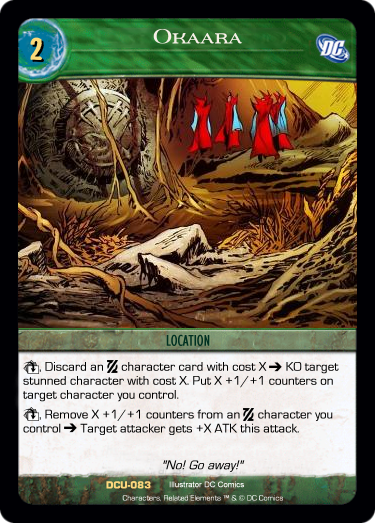 2
OKAARA
DC
LOCATION
, Discard an character card with cost X ➔ KO target
stunned character with cost X. Put X +1/+1 counters on
target character you control.
, Remove X +1/+1 counters from an character you
control ➔ Target attacker gets +X ATK this attack.
"No! Go away!"
DCU-083 Illustrator DC Comics
Characters, Related Elements ™ & © DC Comics